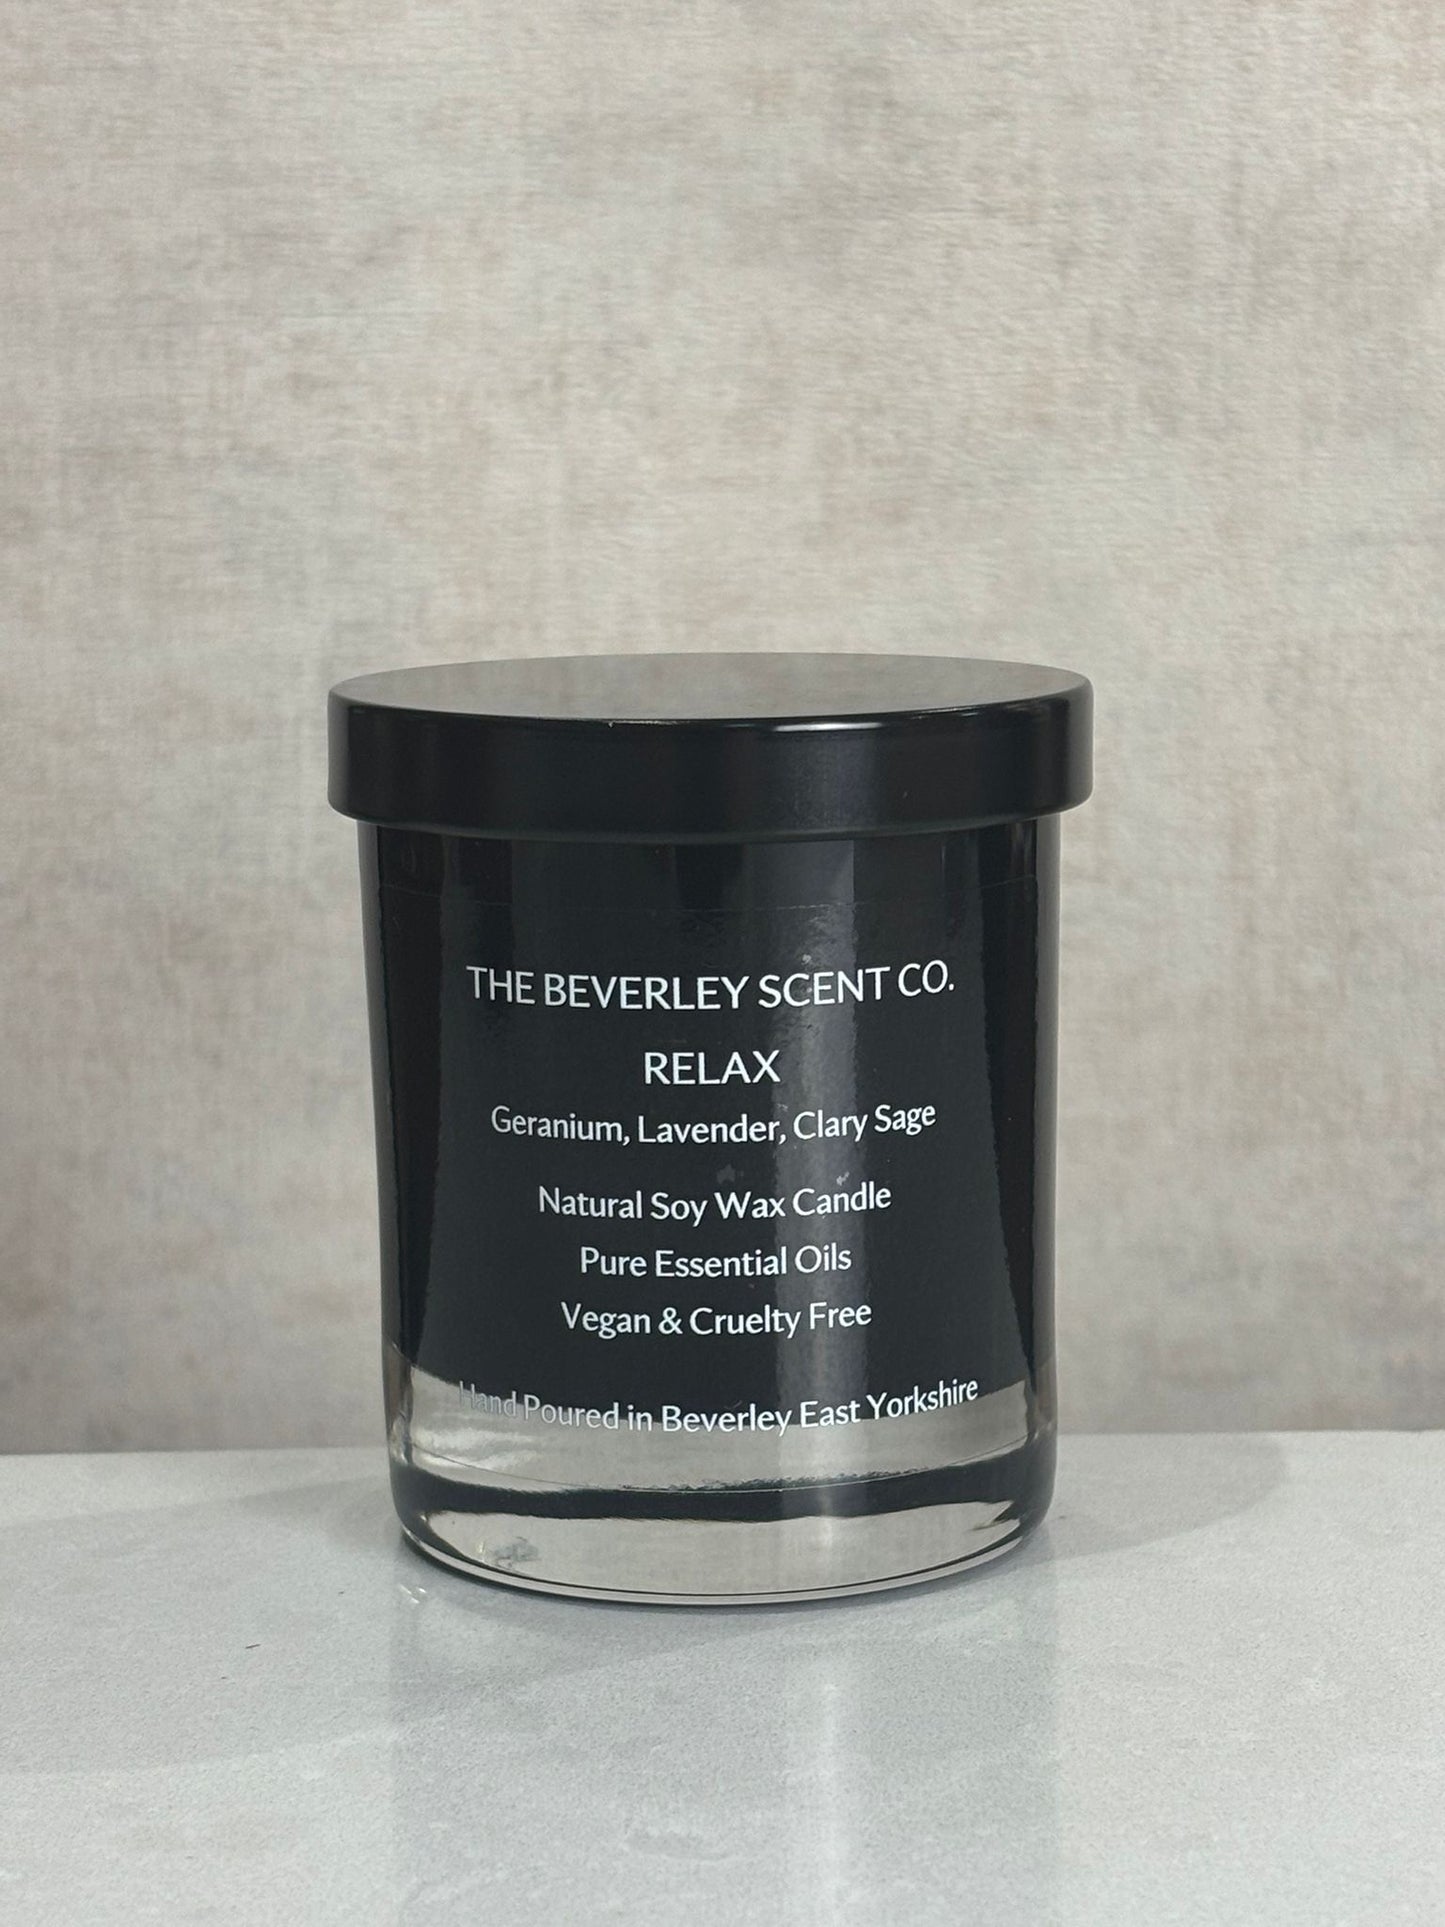 THE BEVERLEY SCENT CO.
RELAX
Geranium, Lavender, Clary Sage
Natural Soy Wax Candle
Pure Essential Oils
Vegan & Cruelty Free
Hand Poured in Beverley East Yorkshire